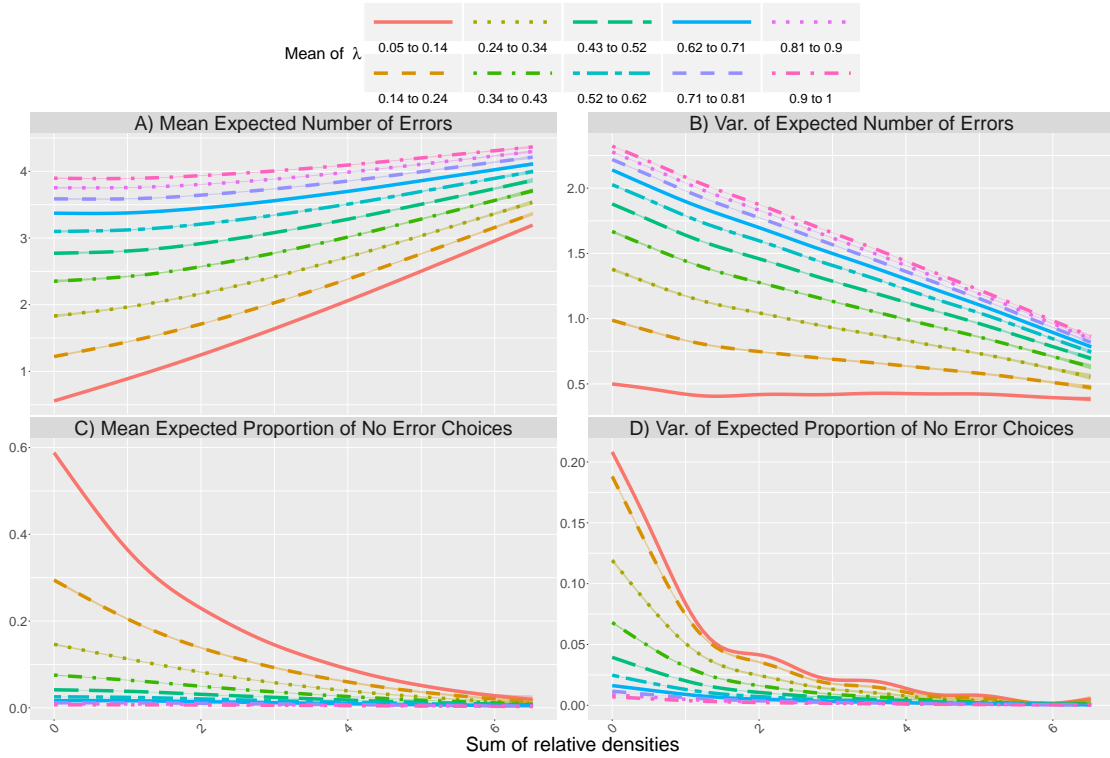 Mean of λ
0.05 to 0.14 0.24 to 0.34 0.43 to 0.52 0.62 to 0.71 0.81 to 0.9
0.14 to 0.24 0.34 to 0.43 0.52 to 0.62 0.71 to 0.81 0.9 to 1
A) Mean Expected Number of Errors
4
3
2
1
B) Var. of Expected Number of Errors
2.0
1.5
1.0
0.5
C) Mean Expected Proportion of No Error Choices
0.6
0.4
0.2
0.0
0 2 4 6
D) Var. of Expected Proportion of No Error Choices
0.20
0.15
0.10
0.05
0.00
0 2 4 6
Sum of relative densities